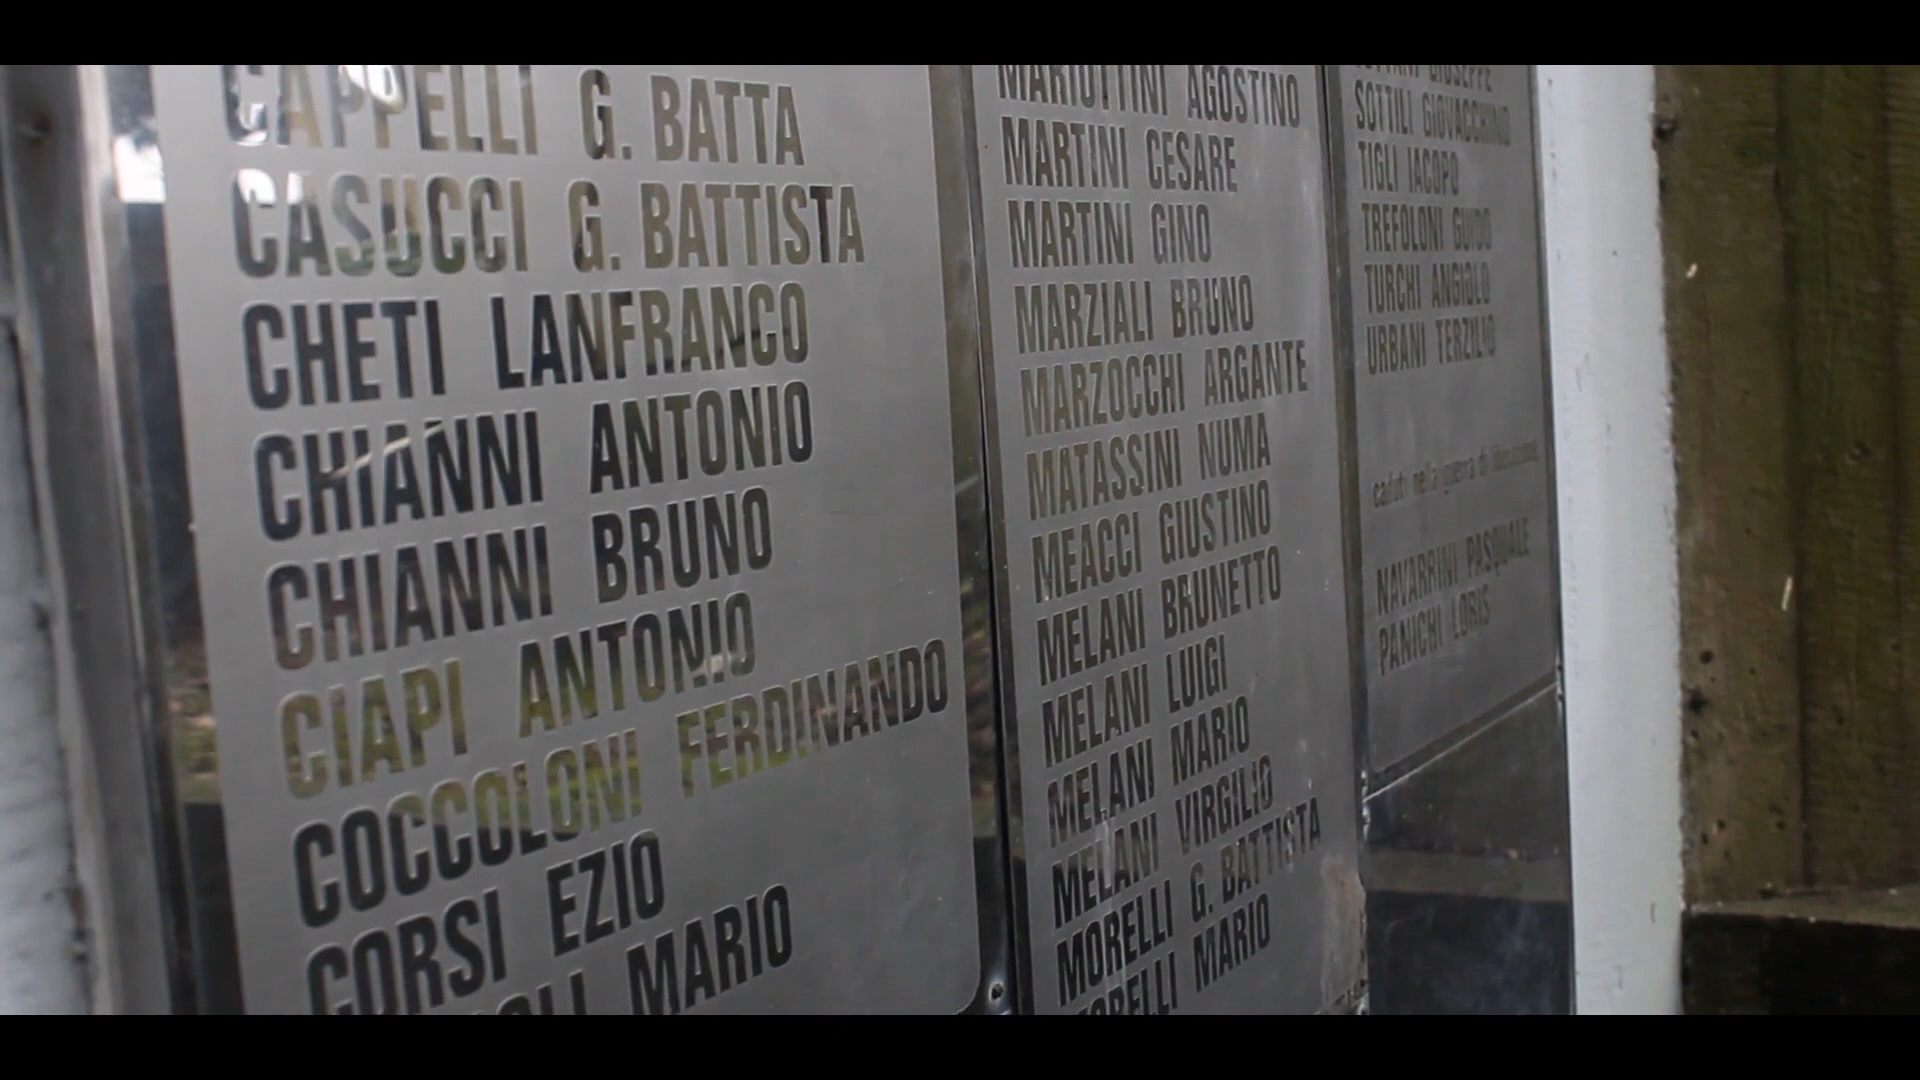 CAPPELLI G. BATTA
CASUCCI G. BATTISTA
CHETI LANFRANCO
CHIANNI ANTONIO
CHIANNI BRUNO
CIAPI ANTONIO
COCCOLONI FERDINANDO
CORSI EZIO
MARIO
MARIOTTINI AGOSTINO
MARTINI CESARE
MARTINI GINO
MARZIALI BRUNO
MARZOCCHI ARGANTE
MATASSINI NUMA
MEACCI GIUSTINO
MELANI BRUNETTO
MELANI LUIGI
MELANI MARIO
MELANI VIRGILIO
MORELLI G. BATTISTA
MORELLI MARIO
GIUSEPPE
SOTTILI GIOVACCHINO
TIGLI IACOPO
TREFOLONI GUIDO
TURCHI ANGIOLO
URBANI TERZILIO
caduti nella guerra di liberazione
NAVARRINI PASQUALE
PANICHI LORIS